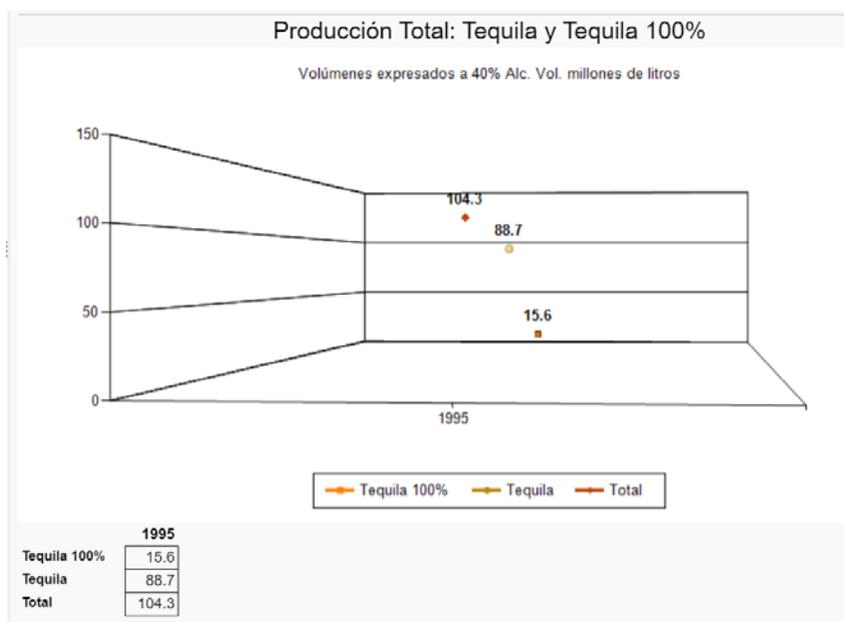 Producción Total: Tequila y Tequila 100%
Volúmenes expresados a 40% Alc. Vol. millones de litros
150
104.3
100
88.7
50
15.6
0
1995
Tequila 100% Tequila Total
1995
Tequila 100% 15.6
Tequila 88.7
Total 104.3